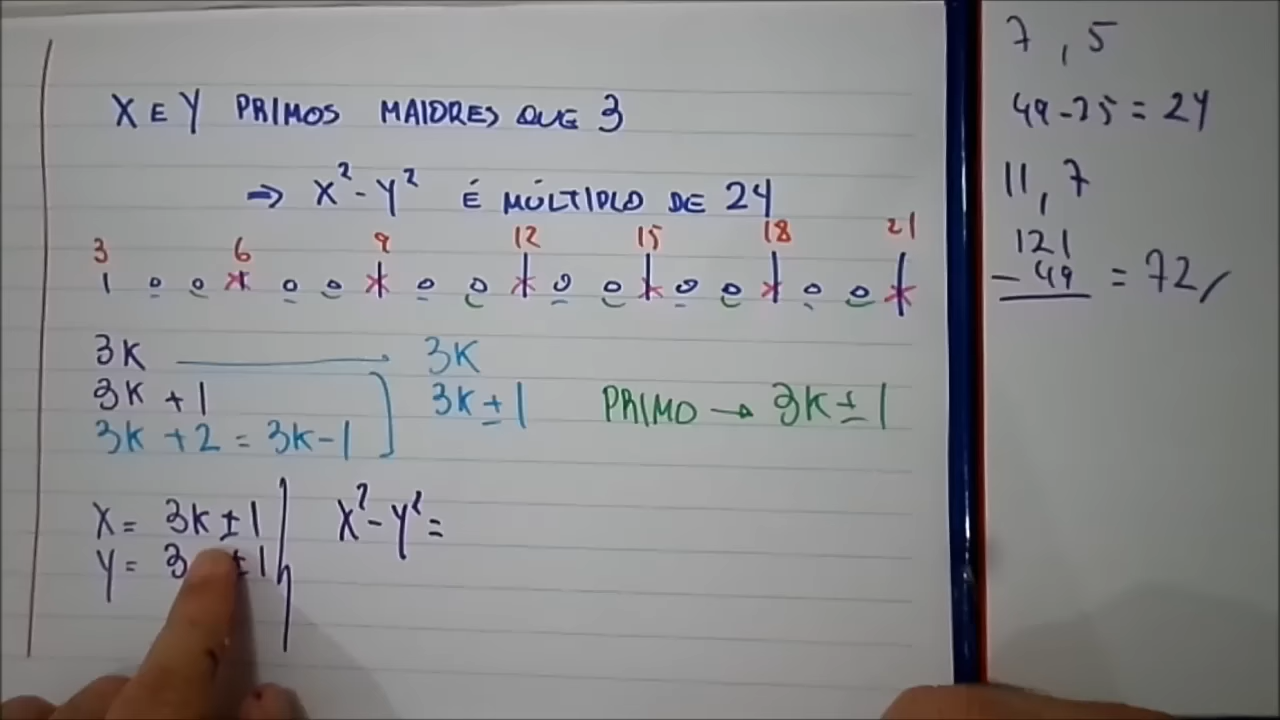 X E Y PRIMOS MAIORES QUE 3
⇒ X² - Y² É MÚLTIPLO DE 24
3 6 9 12 15 18 21
3K → 3K
3K + 1 3K ± 1 PRIMO → 3K ± 1
3K + 2 = 3K - 1
X = 3K ± 1 X² - Y² =
Y = 3 ± 1
7 , 5
49 - 25 = 24
11 , 7
121
- 49 = 72